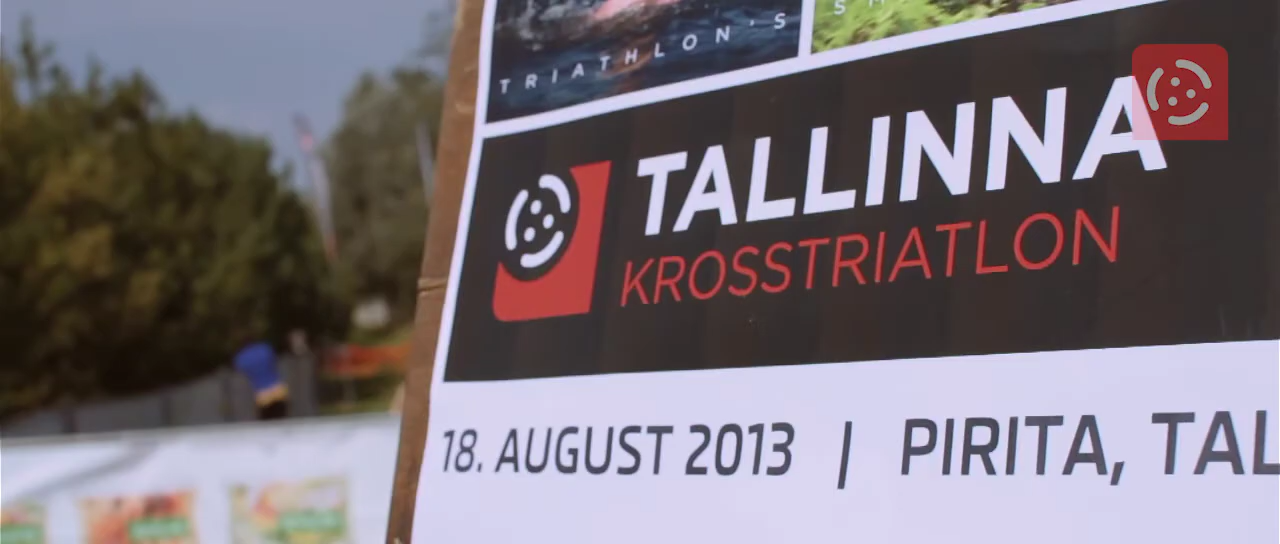 TRIATHLON'S
TALLINNA
KROSSTRIATLON
18. AUGUST 2013 | PIRITA, TAL